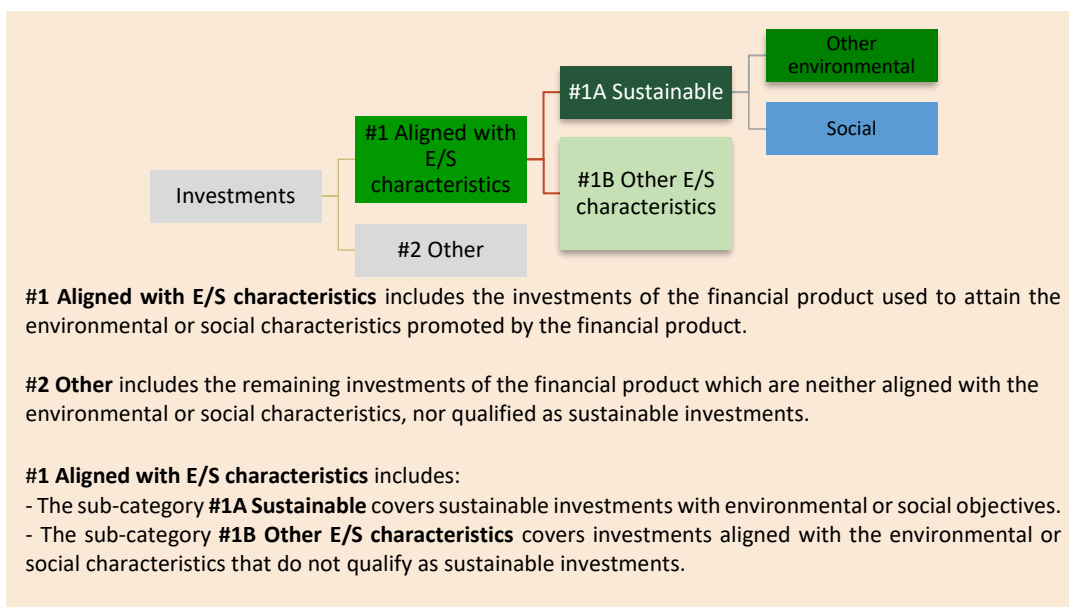 Other
environmental
#1A Sustainable
Social
#1 Aligned with
E/S
characteristics
#1B Other E/S
characteristics
Investments
#2 Other
#1 Aligned with E/S characteristics includes the investments of the financial product used to attain the
environmental or social characteristics promoted by the financial product.
#2 Other includes the remaining investments of the financial product which are neither aligned with the
environmental or social characteristics, nor qualified as sustainable investments.
#1 Aligned with E/S characteristics includes:
- The sub-category #1A Sustainable covers sustainable investments with environmental or social objectives.
- The sub-category #1B Other E/S characteristics covers investments aligned with the environmental or
social characteristics that do not qualify as sustainable investments.